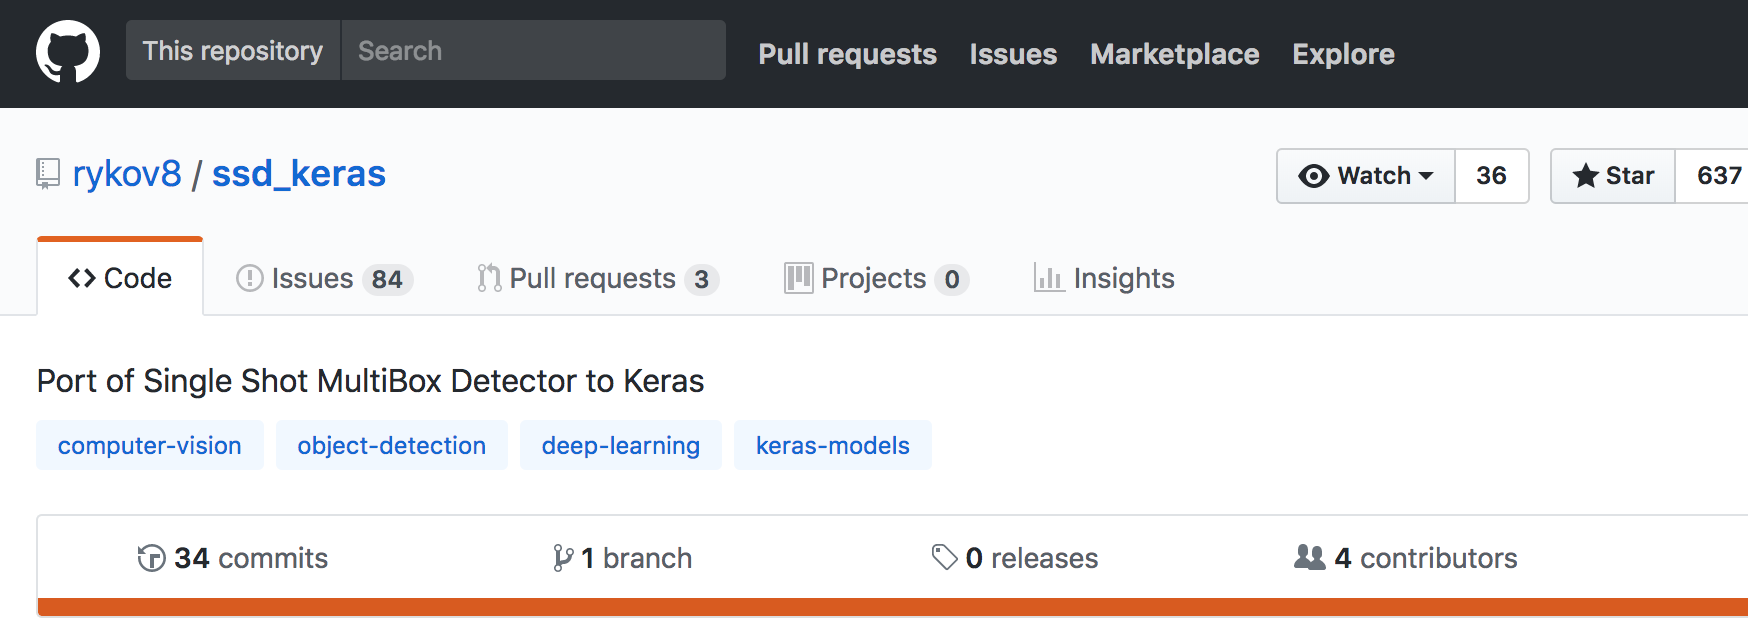 This repository Search Pull requests Issues Marketplace Explore
rykov8 / ssd_keras Watch 36 Star 637
Code Issues 84 Pull requests 3 Projects 0 Insights
Port of Single Shot MultiBox Detector to Keras
computer-vision object-detection deep-learning keras-models
34 commits 1 branch 0 releases 4 contributors